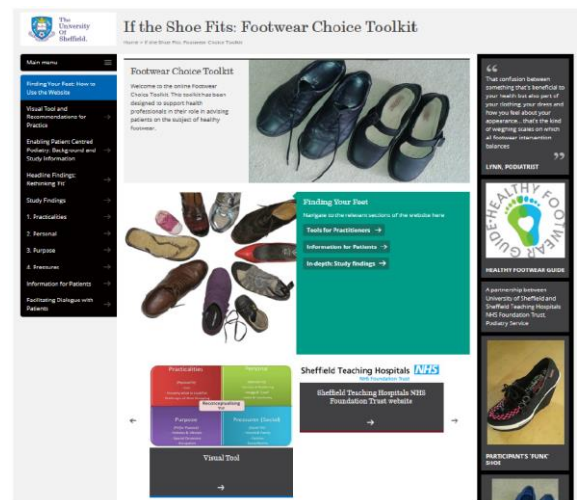 The
University
Of
Sheffield.
If the Shoe Fits: Footwear Choice Toolkit
Home > If the Shoe Fits: Footwear Choice Toolkit
Main menu
Finding Your Feet: How to
Use the Website
Visual Tool and
Recommendations for
Practice
Enabling Patient Centred
Podiatry: Background and
Study Information
Headline Findings:
Rethinking 'Fit'
Study Findings
1. Practicalities
2. Personal
3. Purpose
4. Pressures
Information for Patients
Facilitating Dialogue with
Patients
Footwear Choice Toolkit
Welcome to the online Footwear
Choice Toolkit. This toolkit has been
designed to support health
professionals in their role in advising
patients on the subject of healthy
footwear.
Finding Your Feet
Navigate to the relevant sections of the website here
Tools for Practitioners →
Information for Patients →
In-depth: Study findings →
Practicalities
Personal
Reconceptualising
Purpose
Pressures (Social)
Visual Tool
→
Sheffield Teaching Hospitals NHS
NHS Foundation Trust
Sheffield Teaching Hospitals NHS
Foundation Trust website
→
“
That confusion between
something that's beneficial to
your health but also part of
your clothing, your dress and
how you feel about your
appearance...that's the kind
of weighing scales on which
all footwear intervention
balances
”
LYNN, PODIATRIST
HEALTHY FOOTWEAR GUIDE
HEALTHY FOOTWEAR GUIDE
A partnership between
University of Sheffield and
Sheffield Teaching Hospitals
NHS Foundation Trust,
Podiatry Service
PARTICIPANT'S 'FUNK'
SHOE